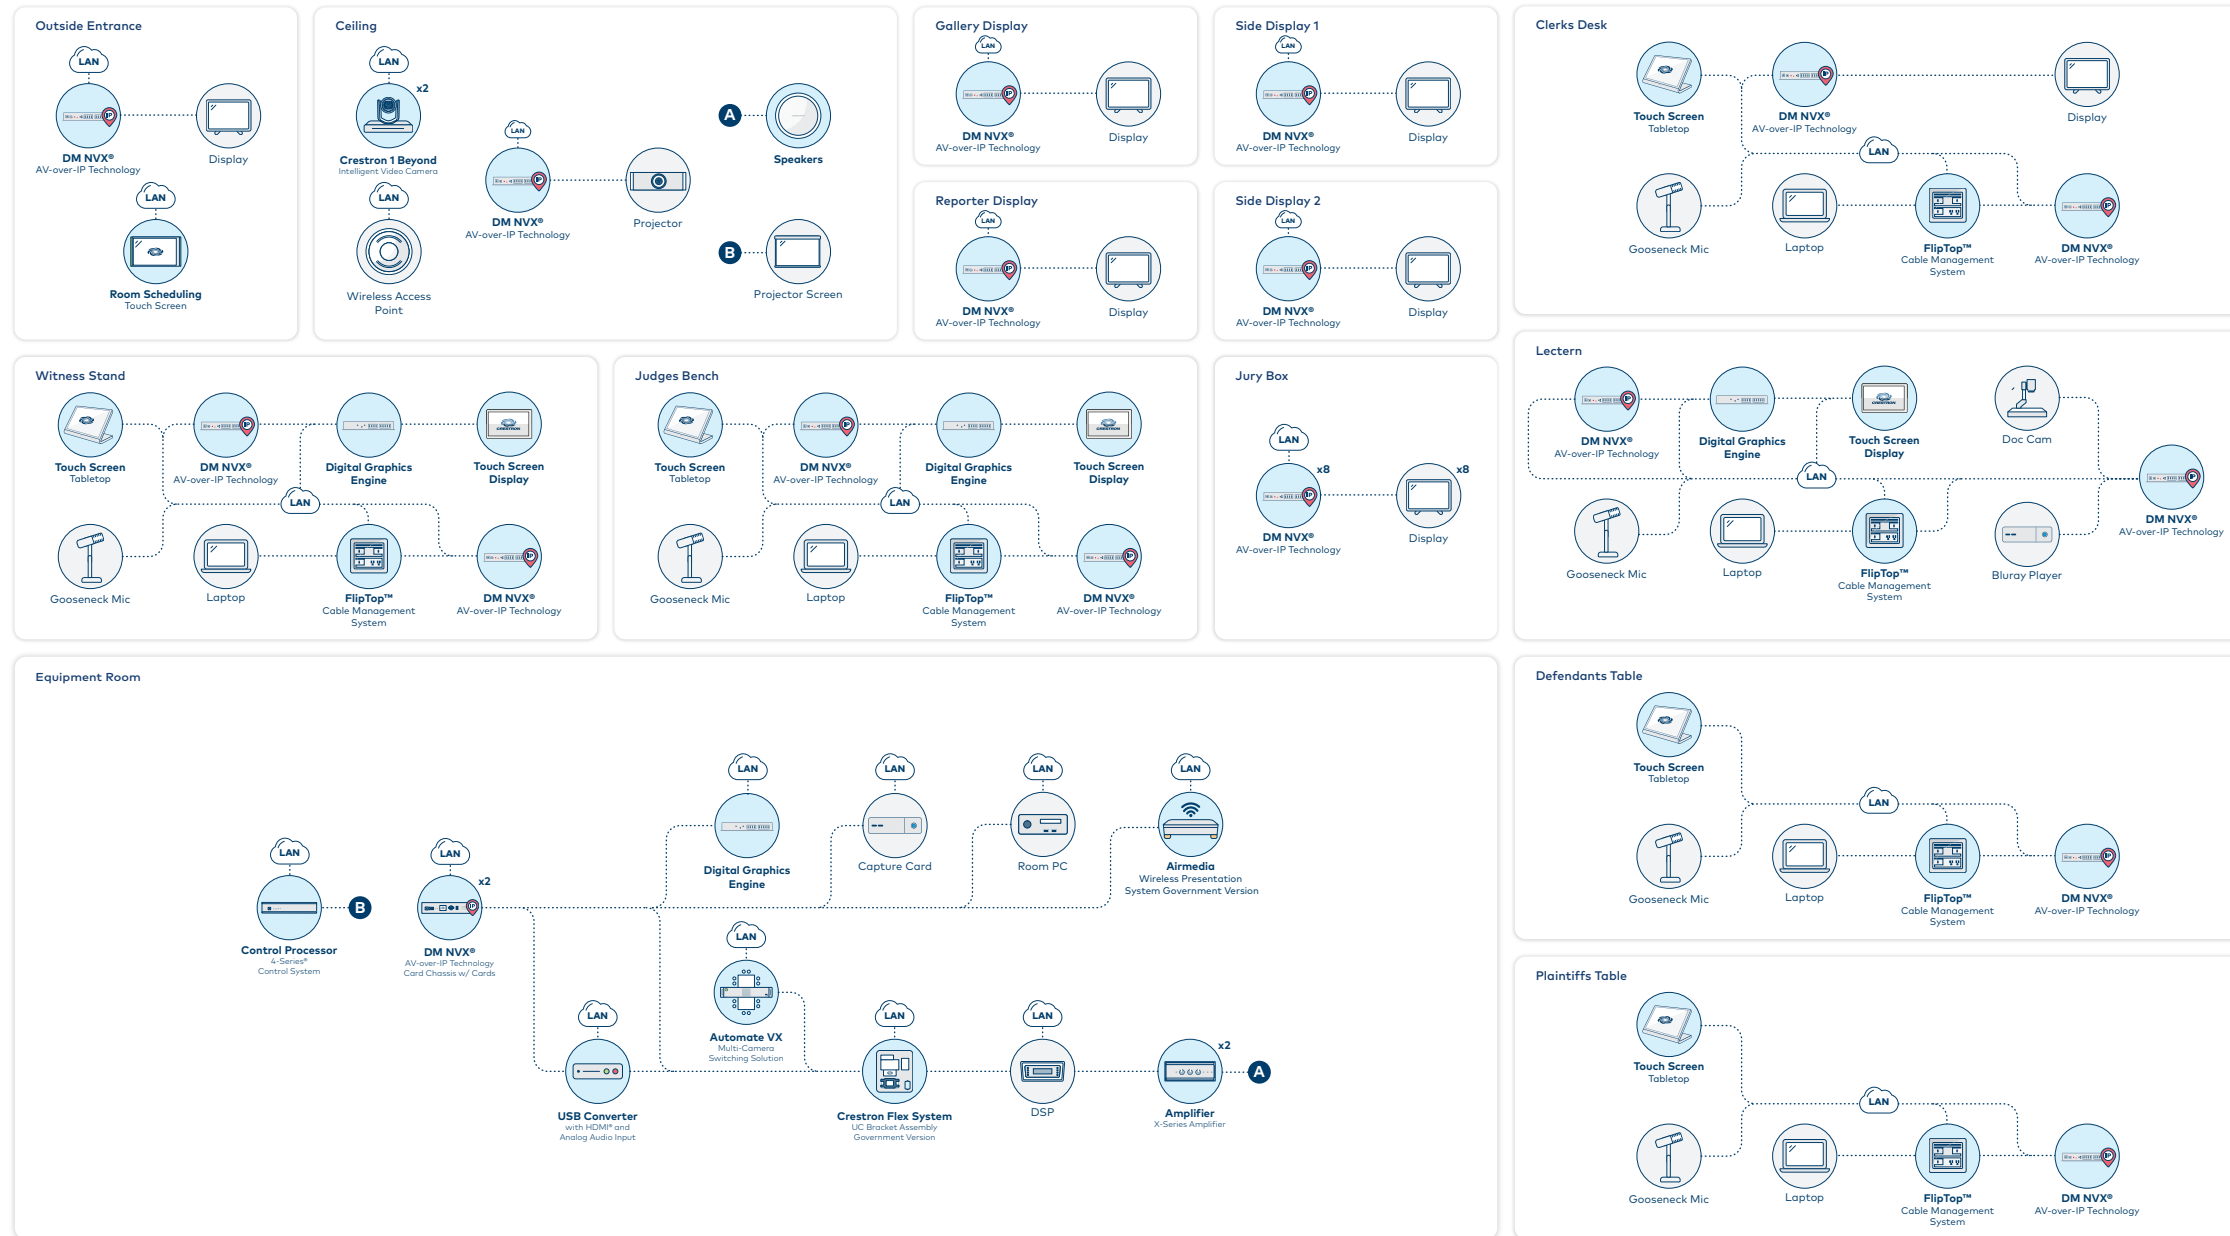 Outside Entrance
LAN
DM NVX®
AV-over-IP Technology
Display
LAN
Room Scheduling
Touch Screen
Ceiling
LAN
x2
Crestron 1 Beyond
Intelligent Video Camera
LAN
Wireless Access
Point
LAN
DM NVX®
AV-over-IP Technology
Projector
A
Speakers
B
Projector Screen
Gallery Display
LAN
DM NVX®
AV-over-IP Technology
Display
Side Display 1
LAN
DM NVX®
AV-over-IP Technology
Display
Reporter Display
LAN
DM NVX®
AV-over-IP Technology
Display
Side Display 2
LAN
DM NVX®
AV-over-IP Technology
Display
Clerks Desk
Touch Screen
Tabletop
DM NVX®
AV-over-IP Technology
Display
LAN
Gooseneck Mic
Laptop
FlipTop™
Cable Management
System
DM NVX®
AV-over-IP Technology
Witness Stand
Touch Screen
Tabletop
DM NVX®
AV-over-IP Technology
Digital Graphics
Engine
CRESTRON
Touch Screen
Display
LAN
Gooseneck Mic
Laptop
FlipTop™
Cable Management
System
DM NVX®
AV-over-IP Technology
Judges Bench
Touch Screen
Tabletop
DM NVX®
AV-over-IP Technology
Digital Graphics
Engine
CRESTRON
Touch Screen
Display
LAN
Gooseneck Mic
Laptop
FlipTop™
Cable Management
System
DM NVX®
AV-over-IP Technology
Jury Box
LAN
x8
DM NVX®
AV-over-IP Technology
x8
Display
Lectern
DM NVX®
AV-over-IP Technology
Digital Graphics
Engine
CRESTRON
Touch Screen
Display
Doc Cam
LAN
DM NVX®
AV-over-IP Technology
Gooseneck Mic
Laptop
FlipTop™
Cable Management
System
Bluray Player
Equipment Room
LAN
Digital Graphics
Engine
LAN
Capture Card
LAN
Room PC
LAN
Airmedia
Wireless Presentation
System Government Version
LAN
B
Control Processor
4-Series®
Control System
LAN
x2
DM NVX®
AV-over-IP Technology
Card Chassis w/ Cards
LAN
Automate VX
Multi-Camera
Switching Solution
LAN
USB Converter
with HDMI® and
Analog Audio Input
LAN
Crestron Flex System
UC Bracket Assembly
Government Version
LAN
DSP
x2
A
Amplifier
X-Series Amplifier
Defendants Table
Touch Screen
Tabletop
LAN
Gooseneck Mic
Laptop
FlipTop™
Cable Management
System
DM NVX®
AV-over-IP Technology
Plaintiffs Table
Touch Screen
Tabletop
LAN
Gooseneck Mic
Laptop
FlipTop™
Cable Management
System
DM NVX®
AV-over-IP Technology